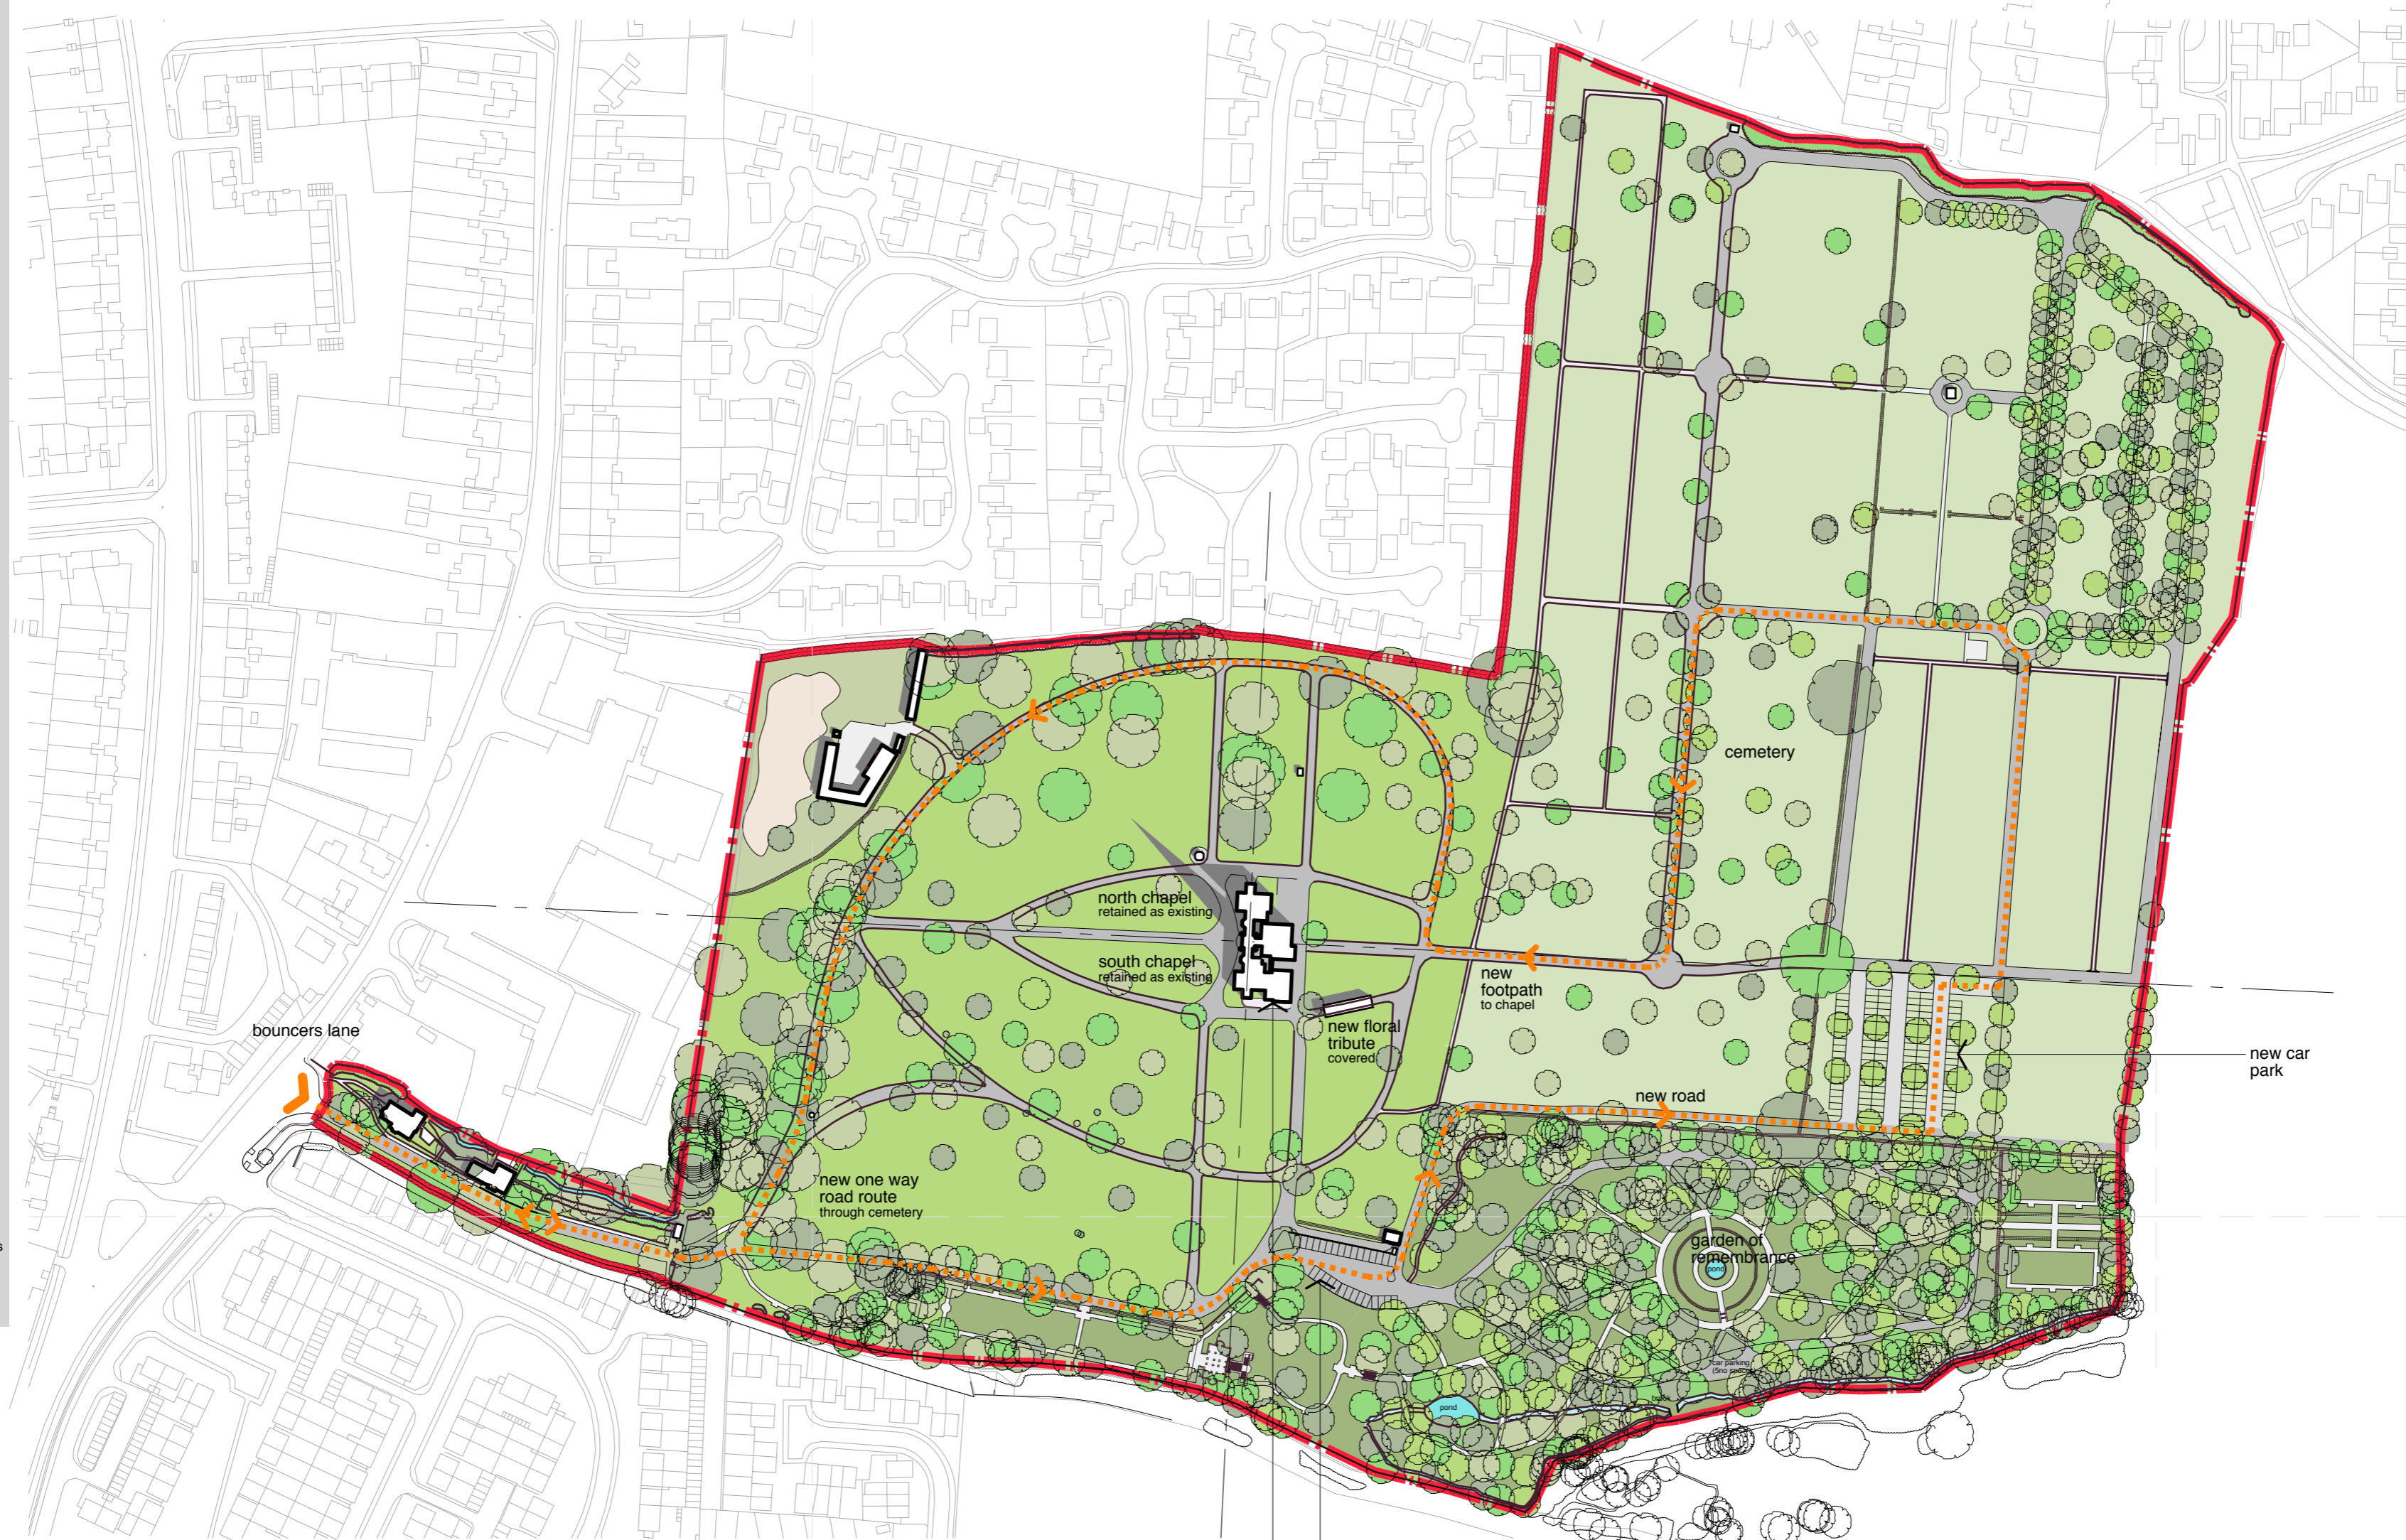 cemetery
north chapel
retained as existing
south chapel
retained as existing
new
footpath
to chapel
new floral
tribute
covered
bouncers lane
new car
park
new road
new one way
road route
through cemetery
garden of
remembrance
pond
car parking
pond
s